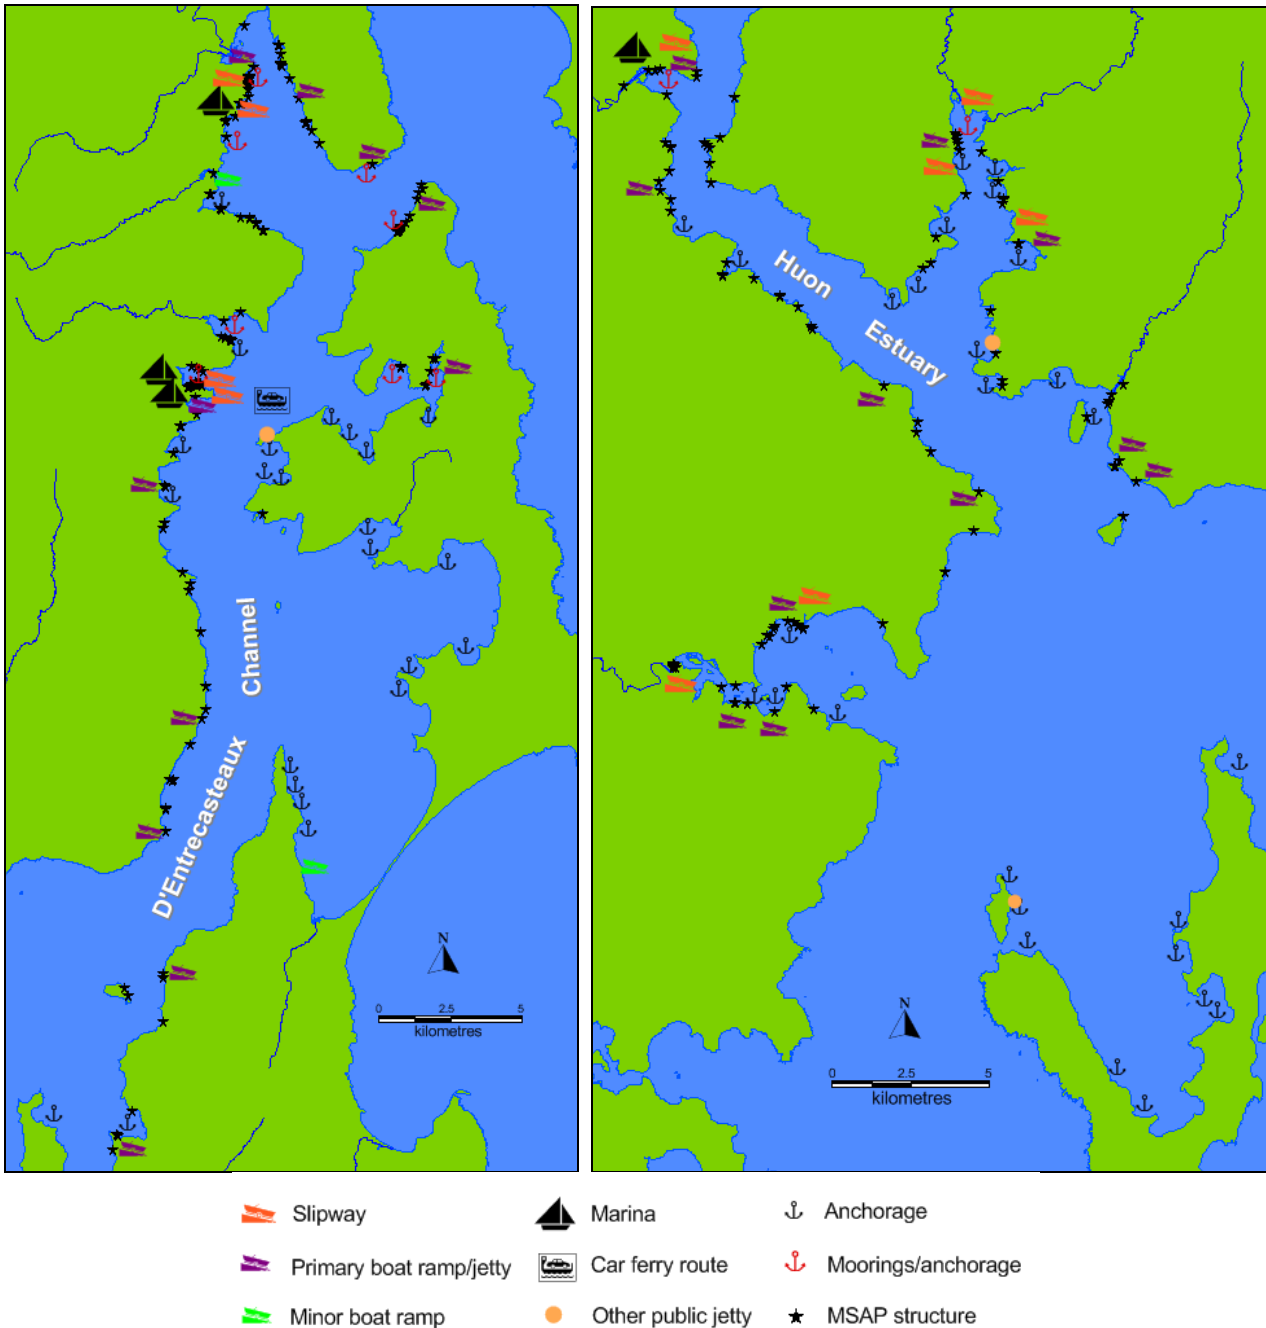 Huon
Estuary
Channel
D'Entrecasteaux
N
0 2.5 5
kilometres
N
0 2.5 5
kilometres
Slipway
Marina
Anchorage
Primary boat ramp/jetty
Car ferry route
Moorings/anchorage
Minor boat ramp
Other public jetty
MSAP structure